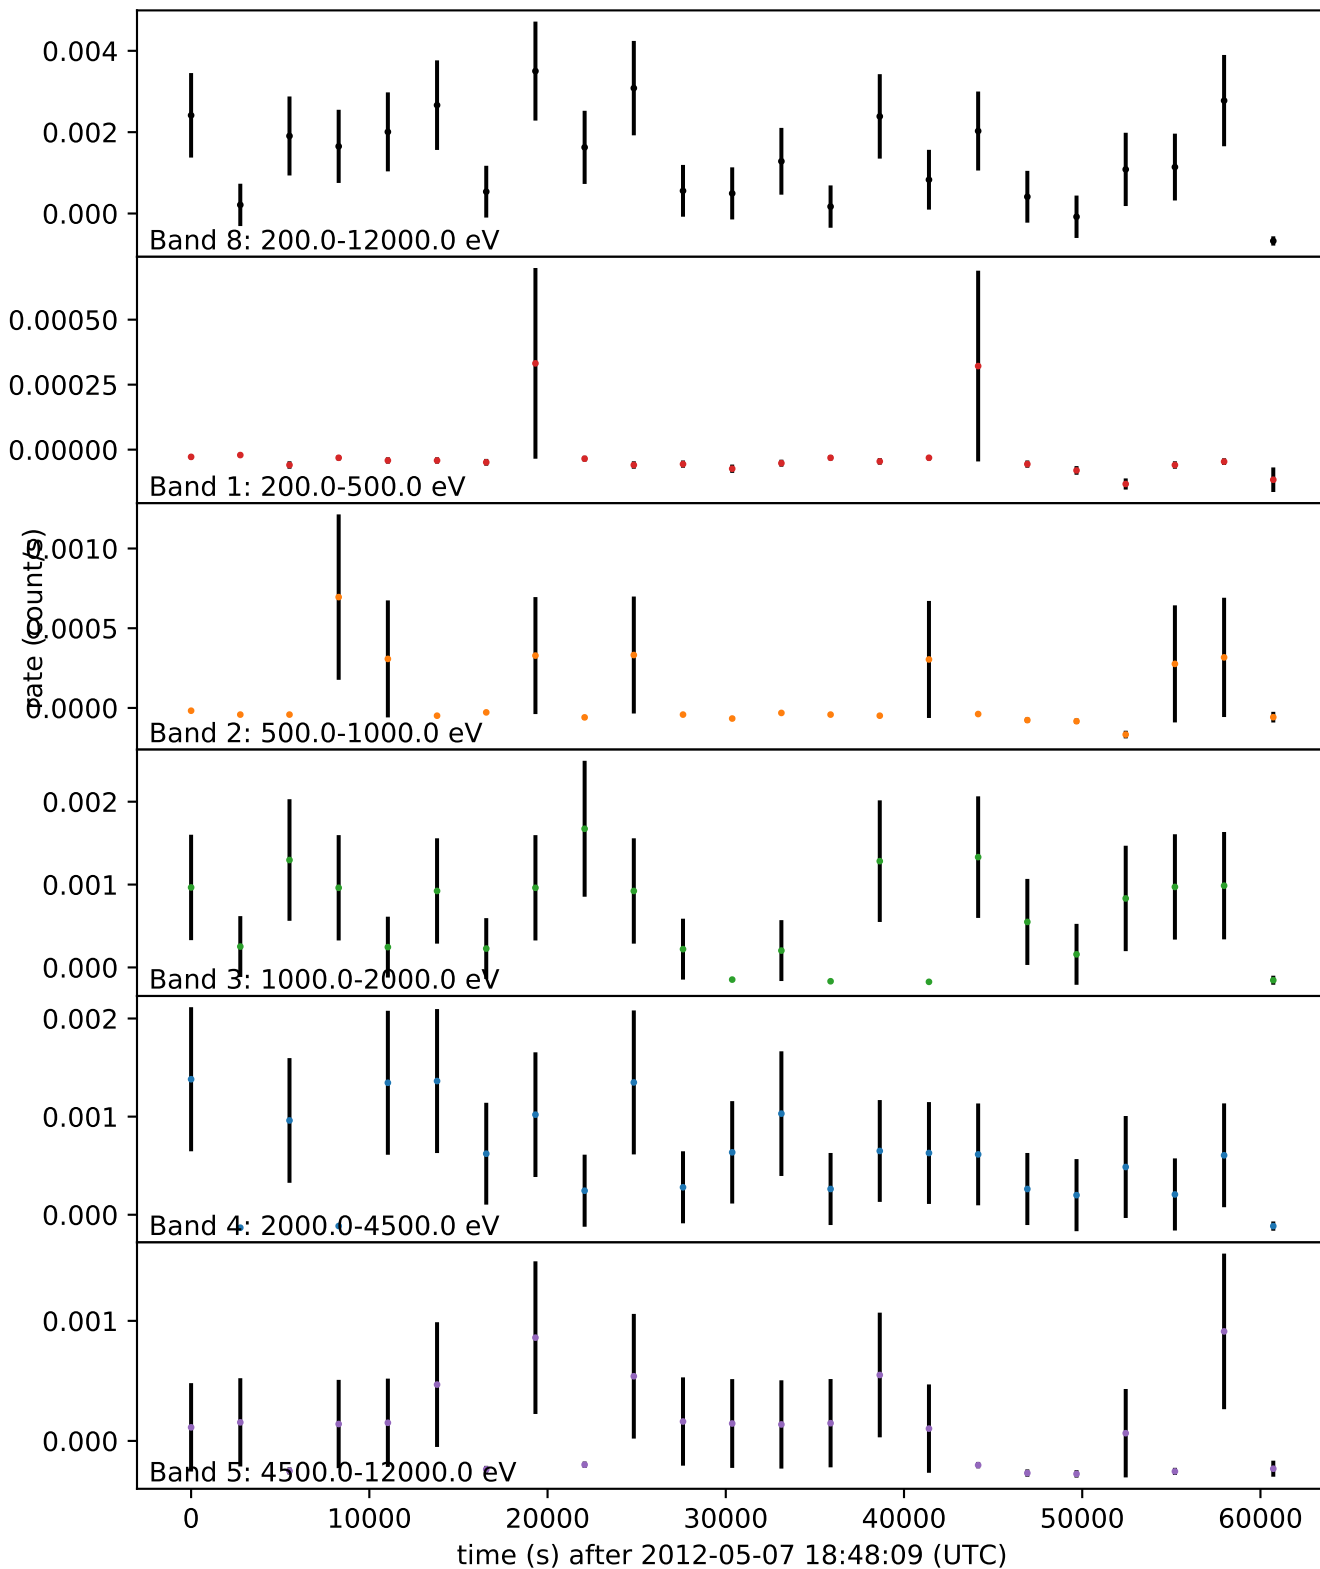 0.004
0.002
0.000
Band 8: 200.0-12000.0 eV
0.00050
0.00025
0.00000
Band 1: 200.0-500.0 eV
rate (count/s)
0.0010
0.0005
0.0000
Band 2: 500.0-1000.0 eV
0.002
0.001
0.000
Band 3: 1000.0-2000.0 eV
0.002
0.001
0.000
Band 4: 2000.0-4500.0 eV
0.001
0.000
Band 5: 4500.0-12000.0 eV
0 10000 20000 30000 40000 50000 60000
time (s) after 2012-05-07 18:48:09 (UTC)